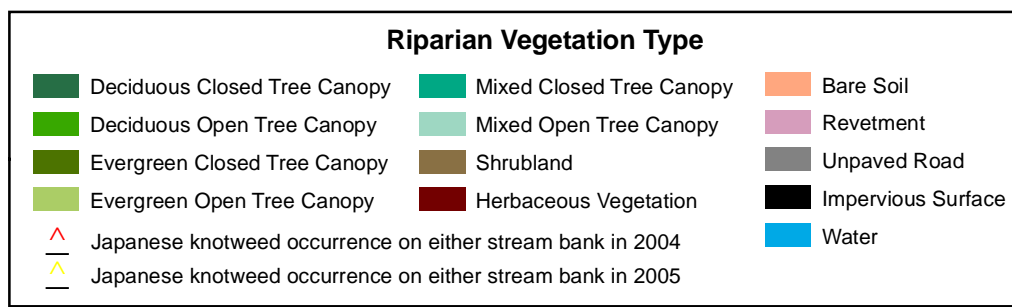 Riparian Vegetation Type
Deciduous Closed Tree Canopy
Deciduous Open Tree Canopy
Evergreen Closed Tree Canopy
Evergreen Open Tree Canopy
Mixed Closed Tree Canopy
Mixed Open Tree Canopy
Shrubland
Herbaceous Vegetation
Bare Soil
Revetment
Unpaved Road
Impervious Surface
Water
Japanese knotweed occurrence on either stream bank in 2004
Japanese knotweed occurrence on either stream bank in 2005